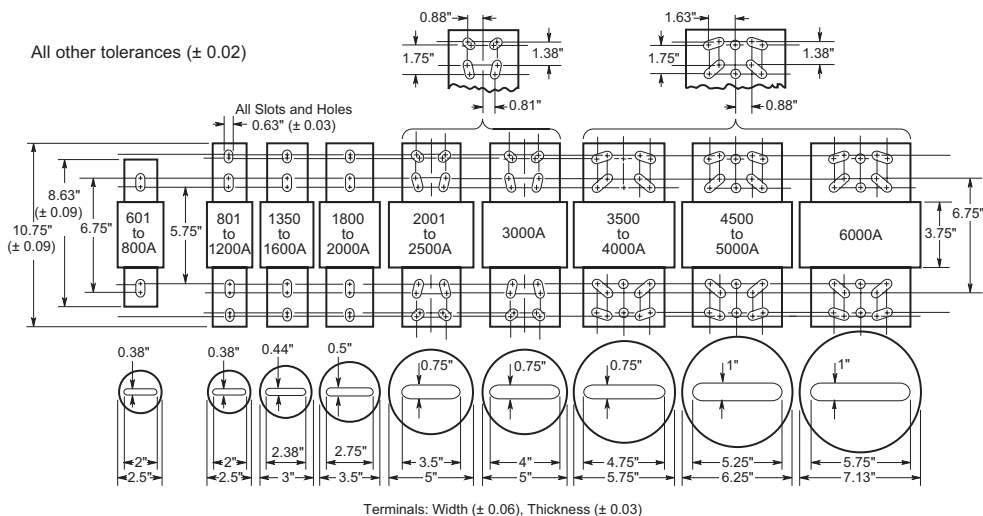 0.88"
1.63"
All other tolerances (± 0.02)
1.75"
1.38"
1.75"
1.38"
0.81"
0.88"
All Slots and Holes
0.63" (± 0.03)
8.63"
(± 0.09)
10.75"
(± 0.09)
6.75"
5.75"
601
to
800A
801
to
1200A
1350
to
1600A
1800
to
2000A
2001
to
2500A
3000A
3500
to
4000A
4500
to
5000A
6000A
3.75"
6.75"
0.38"
0.38"
0.44"
0.5"
0.75"
0.75"
0.75"
1"
1"
2"
2.5"
2"
2.5"
2.38"
3"
2.75"
3.5"
3.5"
5"
4"
5"
4.75"
5.75"
5.25"
6.25"
5.75"
7.13"
Terminals: Width (± 0.06), Thickness (± 0.03)